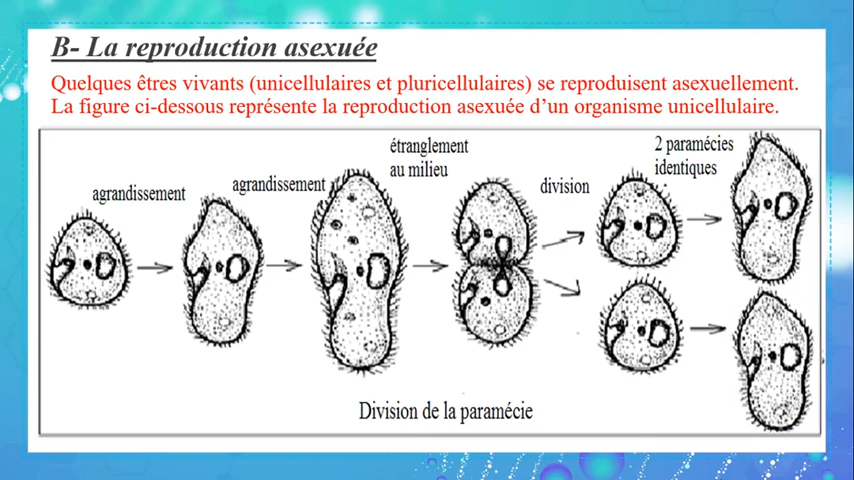 B- La reproduction asexuée
Quelques êtres vivants (unicellulaires et pluricellulaires) se reproduisent asexuellement.
La figure ci-dessous représente la reproduction asexuée d'un organisme unicellulaire.
agrandissement
agrandissement
étranglement
au milieu
division
2 paramécies
identiques
Division de la paramécie